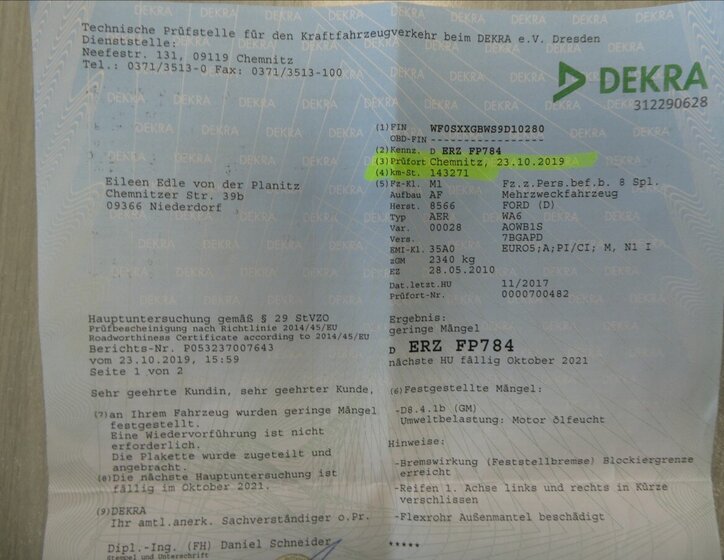 Technische Prüfstelle für den Kraftfahrzeugverkehr beim DEKRA e.V. Dresden
Dienststelle:
Neefestr. 131, 09119 Chemnitz
Tel.: 0371/3513-0 Fax: 0371/3513-100
DEKRA
312290628
(1) FIN WF0SXXGBWS9D10280
OBD-FIN -----------------
(2) Kennz. D ERZ FP784
(3) Prüfort Chemnitz, 23.10.2019
(4) km-St. 143271
(5) Fz-Kl. M1 Fz.z.Pers.bef.b. 8 Spl.
Aufbau AF Mehrzweckfahrzeug
Herst. 8566 FORD (D)
Typ AER WA6
Var. 00028 AOWB1S
Vers. 7BGAPD
EMI-Kl. 35A0 EURO5;A;PI/CI; M, N1 I
zGM 2340 kg
EZ 28.05.2010
Dat.letzt.HU 11/2017
Prüfort-Nr. 0000700482
Eileen Edle von der Planitz
Chemnitzer Str. 39b
09366 Niederdorf
Hauptuntersuchung gemäß § 29 StVZO
Prüfbescheinigung nach Richtlinie 2014/45/EU
Roadworthiness Certificate according to 2014/45/EU
Berichts-Nr. P053237007643
vom 23.10.2019, 15:59
Seite 1 von 2
Ergebnis:
geringe Mängel
D ERZ FP784
nächste HU fällig Oktober 2021
Sehr geehrte Kundin, sehr geehrter Kunde,
(7) an Ihrem Fahrzeug wurden geringe Mängel
festgestellt.
Eine Wiedervorführung ist nicht
erforderlich.
Die Plakette wurde zugeteilt und
angebracht.
(8) Die nächste Hauptuntersuchung ist
fällig im Oktober 2021.
(9) DEKRA
Ihr amtl.anerk. Sachverständiger o.Pr.
Dipl.-Ing. (FH) Daniel Schneider
Stempel und Unterschrift
(6) Festgestellte Mängel:
-D8.4.1b (GM)
Umweltbelastung: Motor ölfeucht
Hinweise:
-Bremswirkung (Feststellbremse) Blockiergrenze
erreicht
-Reifen 1. Achse links und rechts in Kürze
verschlissen
-Flexrohr Außenmantel beschädigt
*****